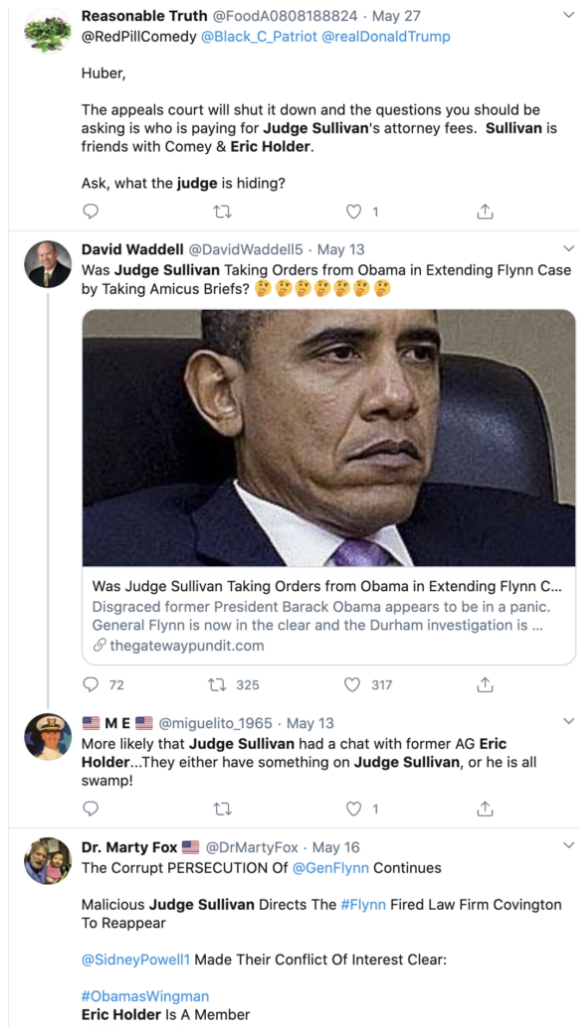 Reasonable Truth @FoodA0808188824 · May 27
@RedPillComedy @Black_C_Patriot @realDonaldTrump
Huber,
The appeals court will shut it down and the questions you should be
asking is who is paying for Judge Sullivan's attorney fees. Sullivan is
friends with Comey & Eric Holder.
Ask, what the judge is hiding?
1
David Waddell @DavidWaddell5 · May 13
Was Judge Sullivan Taking Orders from Obama in Extending Flynn Case
by Taking Amicus Briefs? 🤔🤔🤔🤔🤔🤔🤔
Was Judge Sullivan Taking Orders from Obama in Extending Flynn C...
Disgraced former President Barack Obama appears to be in a panic.
General Flynn is now in the clear and the Durham investigation is ...
thegatewaypundit.com
72 325 317
🇺🇸 M E 🇺🇸 @miguelito_1965 · May 13
More likely that Judge Sullivan had a chat with former AG Eric
Holder...They either have something on Judge Sullivan, or he is all
swamp!
1
Dr. Marty Fox 🇺🇸 @DrMartyFox · May 16
The Corrupt PERSECUTION Of @GenFlynn Continues
Malicious Judge Sullivan Directs The #Flynn Fired Law Firm Covington
To Reappear
@SidneyPowell1 Made Their Conflict Of Interest Clear:
#ObamasWingman
Eric Holder Is A Member